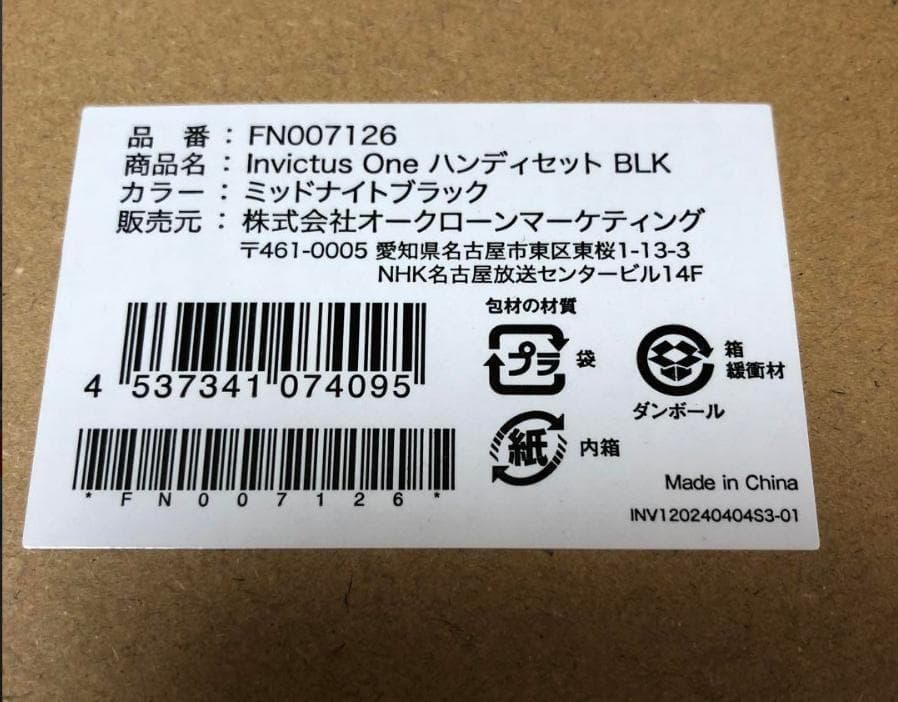 品　番：FN007126
商品名：Invictus One ハンディセット BLK
カラー：ミッドナイトブラック
販売元：株式会社オークローンマーケティング
〒461-0005 愛知県名古屋市東区東桜1-13-3
NHK名古屋放送センタービル14F
包材の材質
プラ 袋
箱
緩衝材
ダンボール
紙 内箱
4 537341 074095
*FN007126*
Made in China
INV120240404S3-01